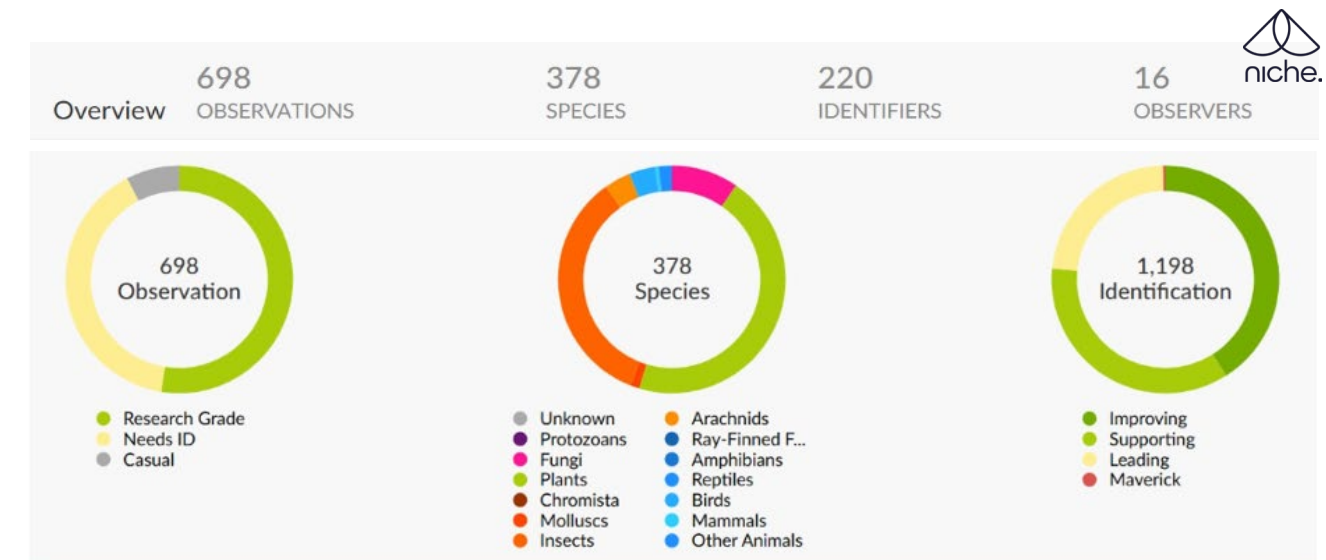 niche.
Overview
698
OBSERVATIONS
378
SPECIES
220
IDENTIFIERS
16
OBSERVERS
698
Observation
Research Grade
Needs ID
Casual
378
Species
Unknown
Protozoans
Fungi
Plants
Chromista
Molluscs
Insects
Arachnids
Ray-Finned F...
Amphibians
Reptiles
Birds
Mammals
Other Animals
1,198
Identification
Improving
Supporting
Leading
Maverick